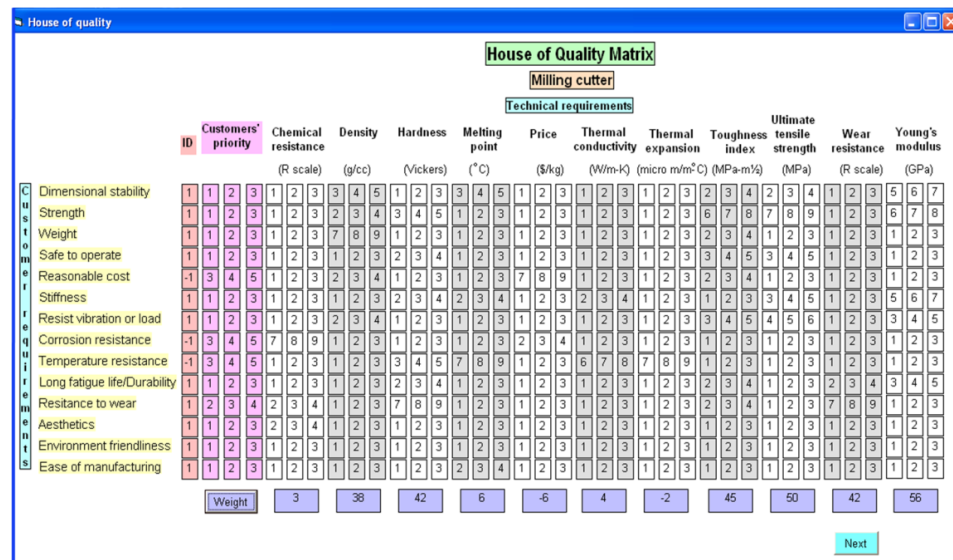 House of quality
House of Quality Matrix
Milling cutter
Technical requirements
ID Customers' priority Chemical resistance Density Hardness Melting point Price Thermal conductivity Thermal expansion Toughness index Ultimate tensile strength Wear resistance Young's modulus
(R scale) (g/cc) (Vickers) (°C) ($/kg) (W/m-K) (micro m/m°C) (MPa-m½) (MPa) (R scale) (GPa)
Customer requirements
Dimensional stability 1 1 2 3 1 2 3 3 4 5 1 2 3 3 4 5 1 2 3 1 2 3 1 2 3 2 3 4 2 3 4 1 2 3 5 6 7
Strength 1 1 2 3 1 2 3 2 3 4 3 4 5 1 2 3 1 2 3 1 2 3 1 2 3 6 7 8 7 8 9 1 2 3 6 7 8
Weight 1 1 2 3 1 2 3 7 8 9 1 2 3 1 2 3 1 2 3 1 2 3 1 2 3 2 3 4 1 2 3 1 2 3 1 2 3
Safe to operate 1 1 2 3 1 2 3 1 2 3 2 3 4 1 2 3 1 2 3 1 2 3 1 2 3 3 4 5 3 4 5 1 2 3 1 2 3
Reasonable cost -1 3 4 5 1 2 3 2 3 4 1 2 3 1 2 3 7 8 9 1 2 3 1 2 3 2 3 4 1 2 3 1 2 3 1 2 3
Stiffness 1 1 2 3 1 2 3 1 2 3 2 3 4 2 3 4 1 2 3 2 3 4 1 2 3 1 2 3 3 4 5 1 2 3 5 6 7
Resist vibration or load 1 1 2 3 1 2 3 2 3 4 1 2 3 1 2 3 1 2 3 1 2 3 1 2 3 3 4 5 4 5 6 1 2 3 3 4 5
Corrosion resistance -1 3 4 5 7 8 9 1 2 3 1 2 3 1 2 3 2 3 4 1 2 3 1 2 3 1 2 3 1 2 3 1 2 3 1 2 3
Temperature resistance -1 3 4 5 1 2 3 1 2 3 3 4 5 7 8 9 1 2 3 6 7 8 7 8 9 1 2 3 1 2 3 1 2 3 1 2 3
Long fatigue life/Durability 1 1 2 3 1 2 3 1 2 3 2 3 4 1 2 3 1 2 3 1 2 3 1 2 3 2 3 4 1 2 3 2 3 4 3 4 5
Resitance to wear 1 2 3 4 2 3 4 1 2 3 7 8 9 1 2 3 1 2 3 1 2 3 1 2 3 2 3 4 1 2 3 7 8 9 1 2 3
Aesthetics 1 1 2 3 2 3 4 1 2 3 1 2 3 1 2 3 1 2 3 1 2 3 1 2 3 1 2 3 1 2 3 1 2 3 1 2 3
Environment friendliness 1 1 2 3 1 2 3 1 2 3 1 2 3 1 2 3 1 2 3 1 2 3 1 2 3 1 2 3 1 2 3 1 2 3 1 2 3
Ease of manufacturing 1 1 2 3 1 2 3 1 2 3 1 2 3 2 3 4 1 2 3 1 2 3 1 2 3 1 2 3 1 2 3 1 2 3 1 2 3
Weight 3 38 42 6 -6 4 -2 45 50 42 56
Next